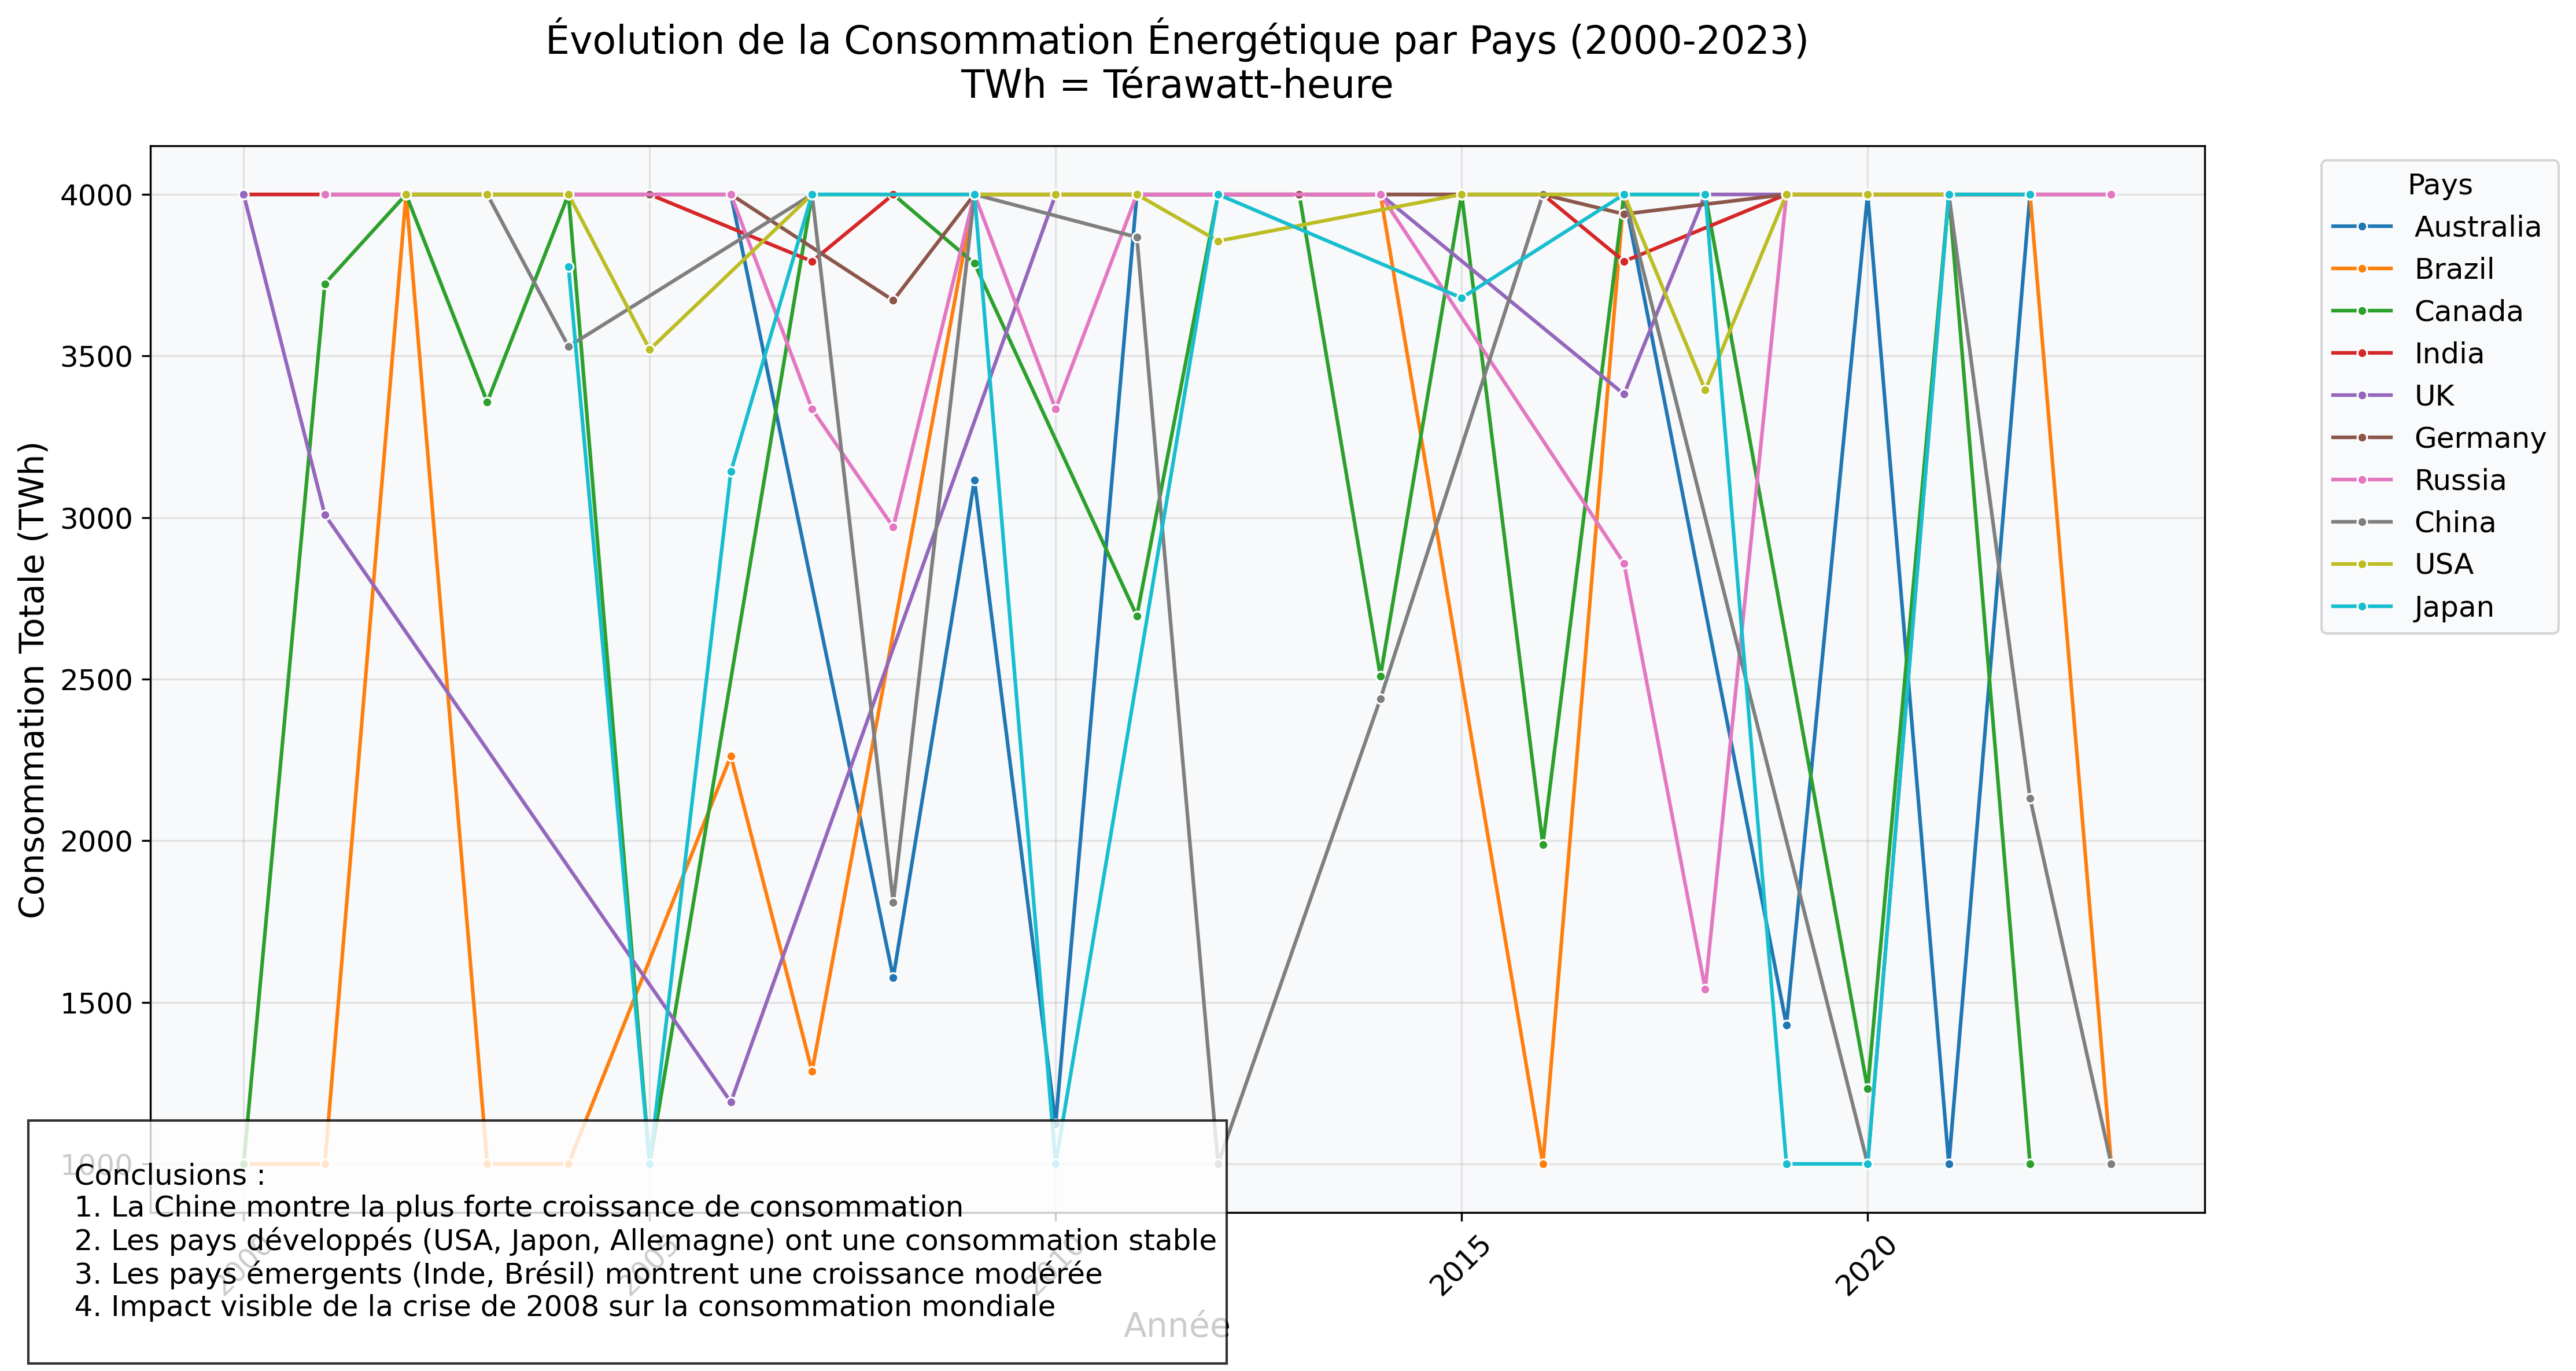 Évolution de la Consommation Énergétique par Pays (2000-2023)
TWh = Térawatt-heure
Consommation Totale (TWh)
4000
3500
3000
2500
2000
1500
1000
2000
2005
2010
2015
2020
Année
Pays
Australia
Brazil
Canada
India
UK
Germany
Russia
China
USA
Japan
Conclusions :
1. La Chine montre la plus forte croissance de consommation
2. Les pays développés (USA, Japon, Allemagne) ont une consommation stable
3. Les pays émergents (Inde, Brésil) montrent une croissance modérée
4. Impact visible de la crise de 2008 sur la consommation mondiale